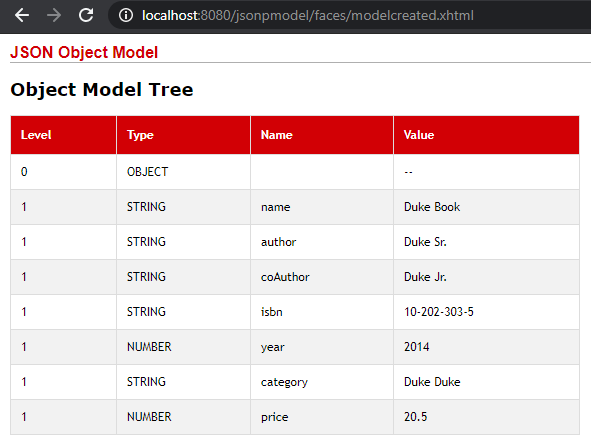 localhost:8080/jsonpmodel/faces/modelcreated.xhtml
JSON Object Model
Object Model Tree
Level Type Name Value
0 OBJECT --
1 STRING name Duke Book
1 STRING author Duke Sr.
1 STRING coAuthor Duke Jr.
1 STRING isbn 10-202-303-5
1 NUMBER year 2014
1 STRING category Duke Duke
1 NUMBER price 20.5